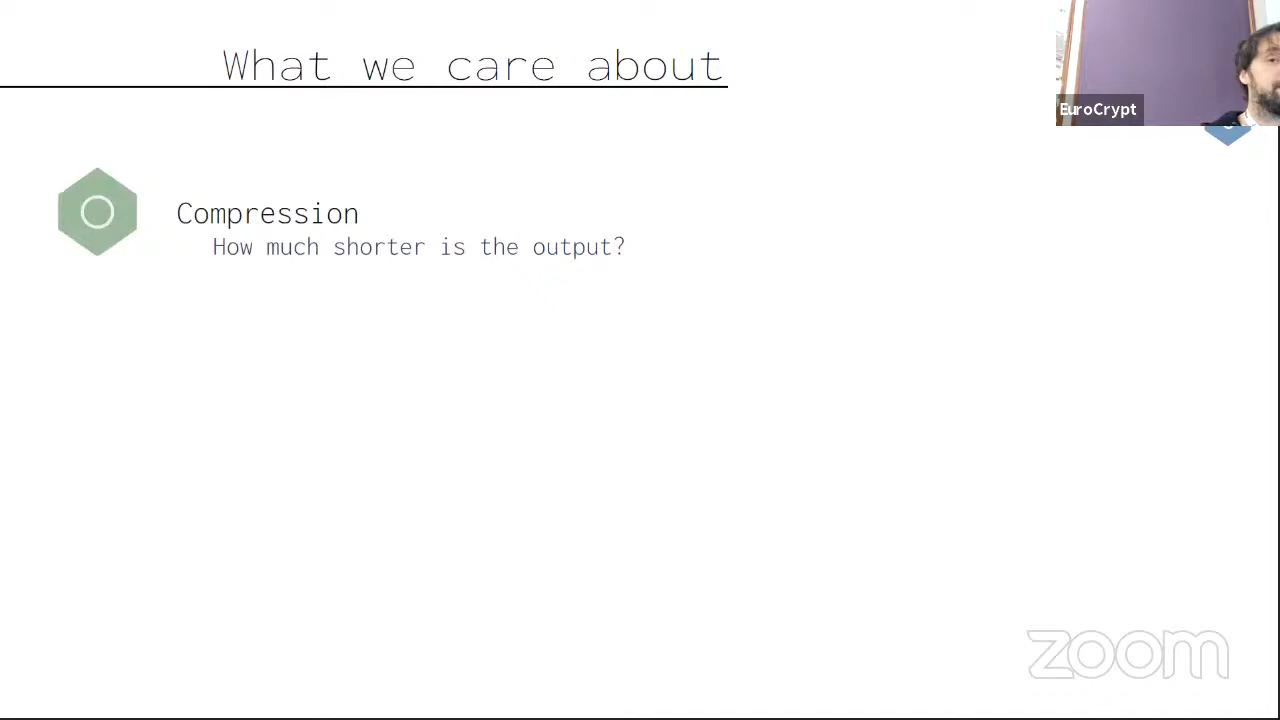 What we care about
EuroCrypt
Compression
How much shorter is the output?
zoom